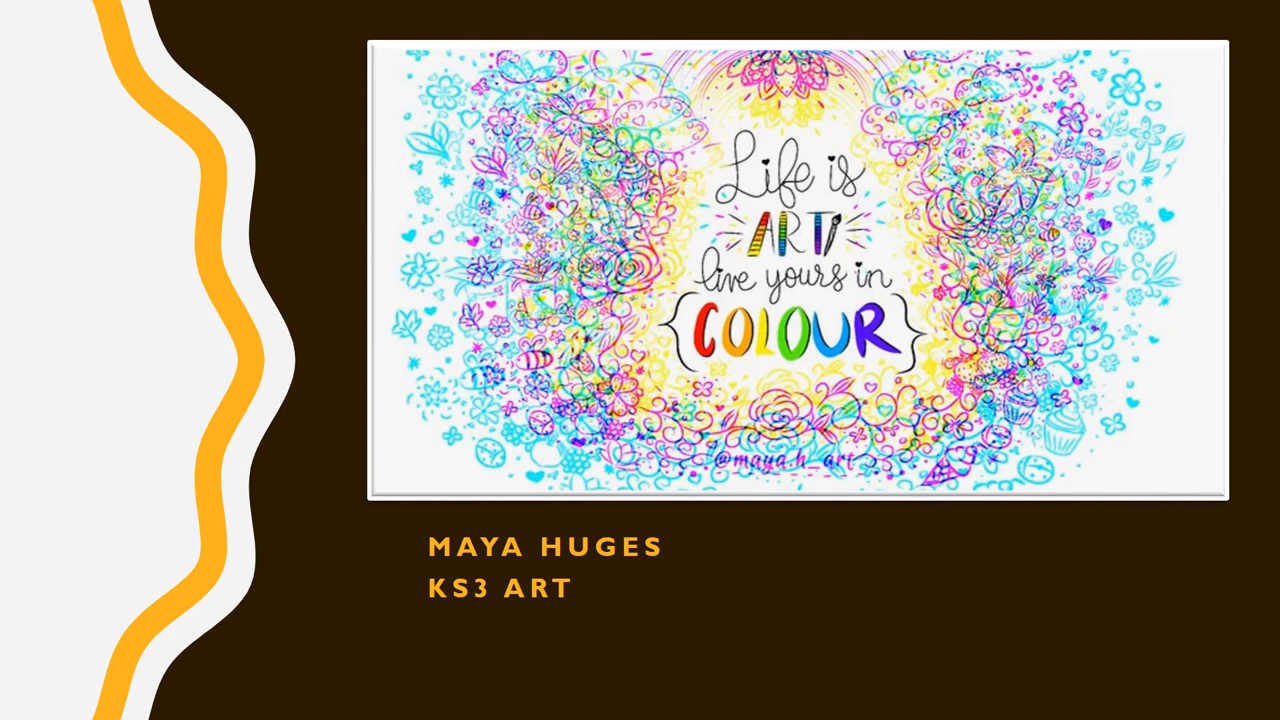 Life is
ART
live yours in
{COLOUR}
@maya.h_art
MAYA HUGES
KS3 ART